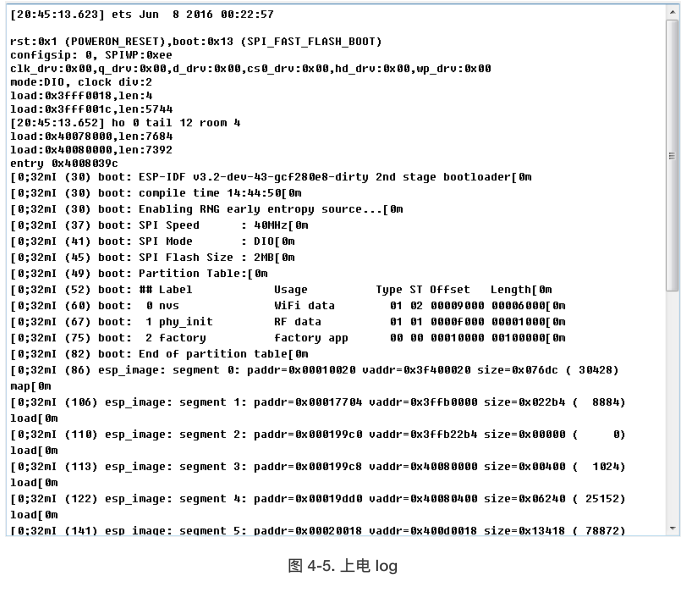 [20:45:13.623] ets Jun  8 2016 00:22:57
rst:0x1 (POWERON_RESET),boot:0x13 (SPI_FAST_FLASH_BOOT)
configsip: 0, SPIWP:0xee
clk_drv:0x00,q_drv:0x00,d_drv:0x00,cs0_drv:0x00,hd_drv:0x00,wp_drv:0x00
mode:DIO, clock div:2
load:0x3fff0018,len:4
load:0x3fff001c,len:5744
[20:45:13.652] ho 0 tail 12 room 4
load:0x40078000,len:7684
load:0x40080000,len:7392
entry 0x4008039c
[0;32mI (30) boot: ESP-IDF v3.2-dev-43-gcf280e8-dirty 2nd stage bootloader[0m
[0;32mI (30) boot: compile time 14:44:50[0m
[0;32mI (30) boot: Enabling RNG early entropy source...[0m
[0;32mI (37) boot: SPI Speed      : 40MHz[0m
[0;32mI (41) boot: SPI Mode       : DIO[0m
[0;32mI (45) boot: SPI Flash Size : 2MB[0m
[0;32mI (49) boot: Partition Table:[0m
[0;32mI (52) boot: ## Label            Usage          Type ST Offset   Length[0m
[0;32mI (60) boot:  0 nvs              WiFi data        01 02 00009000 00006000[0m
[0;32mI (67) boot:  1 phy_init         RF data          01 01 0000f000 00001000[0m
[0;32mI (75) boot:  2 factory          factory app      00 00 00010000 00100000[0m
[0;32mI (82) boot: End of partition table[0m
[0;32mI (86) esp_image: segment 0: paddr=0x00010020 vaddr=0x3f400020 size=0x076dc ( 30428)
map[0m
[0;32mI (106) esp_image: segment 1: paddr=0x00017704 vaddr=0x3ffb0000 size=0x022b4 (  8884)
load[0m
[0;32mI (110) esp_image: segment 2: paddr=0x000199c0 vaddr=0x3ffb22b4 size=0x00000 (     0)
load[0m
[0;32mI (113) esp_image: segment 3: paddr=0x000199c8 vaddr=0x40080000 size=0x00400 (  1024)
load[0m
[0;32mI (122) esp_image: segment 4: paddr=0x00019dd0 vaddr=0x40080400 size=0x06240 ( 25152)
load[0m
[0;32mI (141) esp_image: segment 5: paddr=0x00020018 vaddr=0x400d0018 size=0x13418 ( 78872)
图 4-5. 上电 log